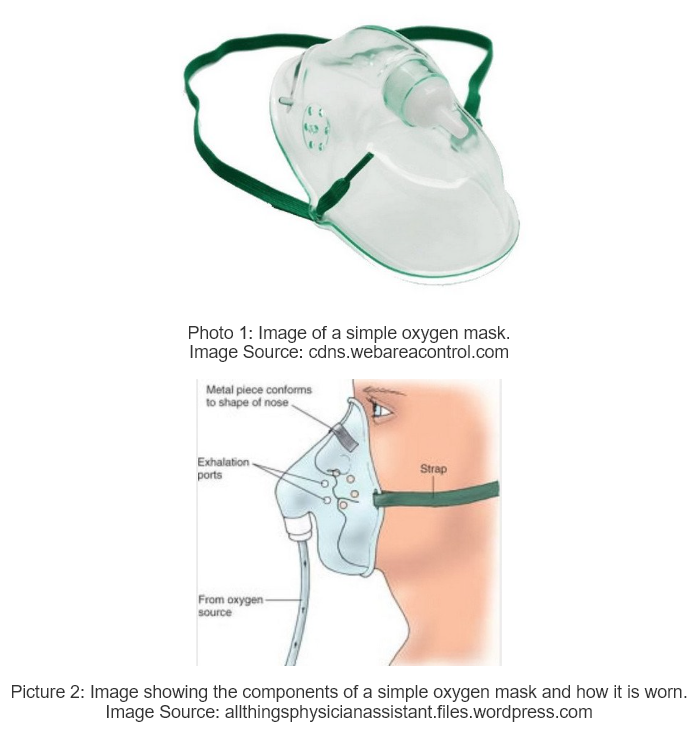 Photo 1: Image of a simple oxygen mask.
Image Source: cdns.webareacontrol.com
Metal piece conforms
to shape of nose
Exhalation
ports
Strap
From oxygen
source
Picture 2: Image showing the components of a simple oxygen mask and how it is worn.
Image Source: allthingsphysicianassistant.files.wordpress.com